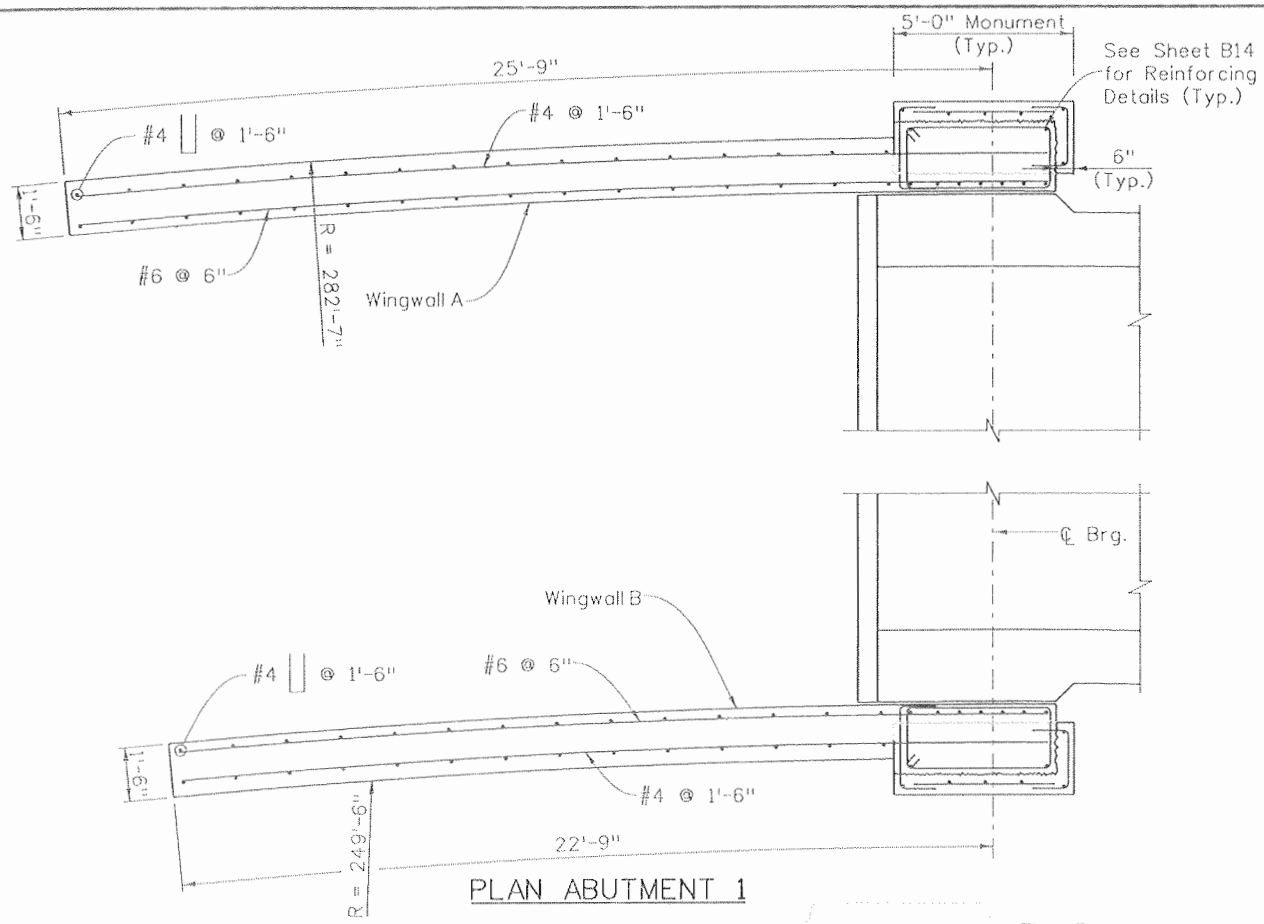 5'-0" Monument
(Typ.)
See Sheet B14
for Reinforcing
Details (Typ.)
25'-9"
#4 @ 1'-6"
#4 @ 1'-6"
6"
(Typ.)
1'-6"
R = 282'-7"
#6 @ 6"
Wingwall A
℄ Brg.
Wingwall B
#6 @ 6"
#4 @ 1'-6"
1'-6"
#4 @ 1'-6"
R = 249'-6"
22'-9"
PLAN ABUTMENT 1